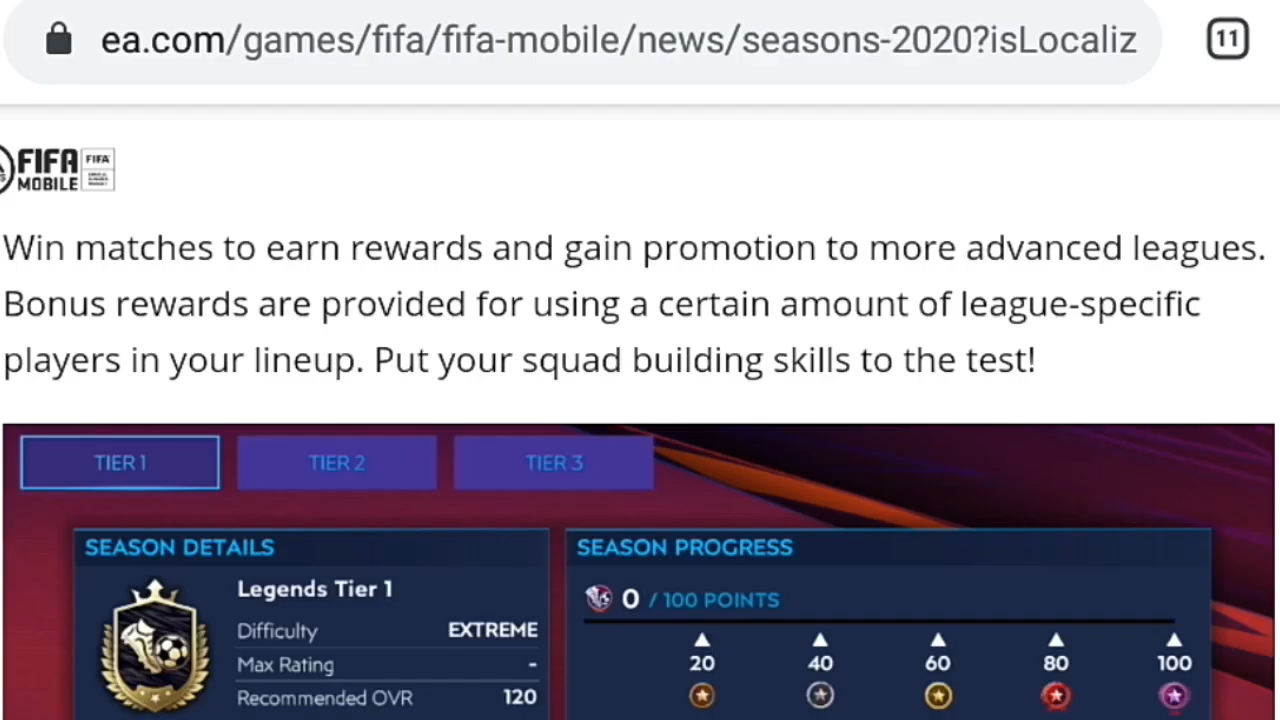 ea.com/games/fifa/fifa-mobile/news/seasons-2020?isLocaliz
11
FIFA
MOBILE
FIFA
Win matches to earn rewards and gain promotion to more advanced leagues.
Bonus rewards are provided for using a certain amount of league-specific
players in your lineup. Put your squad building skills to the test!
TIER 1
TIER 2
TIER 3
SEASON DETAILS
Legends Tier 1
Difficulty EXTREME
Max Rating -
Recommended OVR 120
SEASON PROGRESS
0 / 100 POINTS
20 40 60 80 100